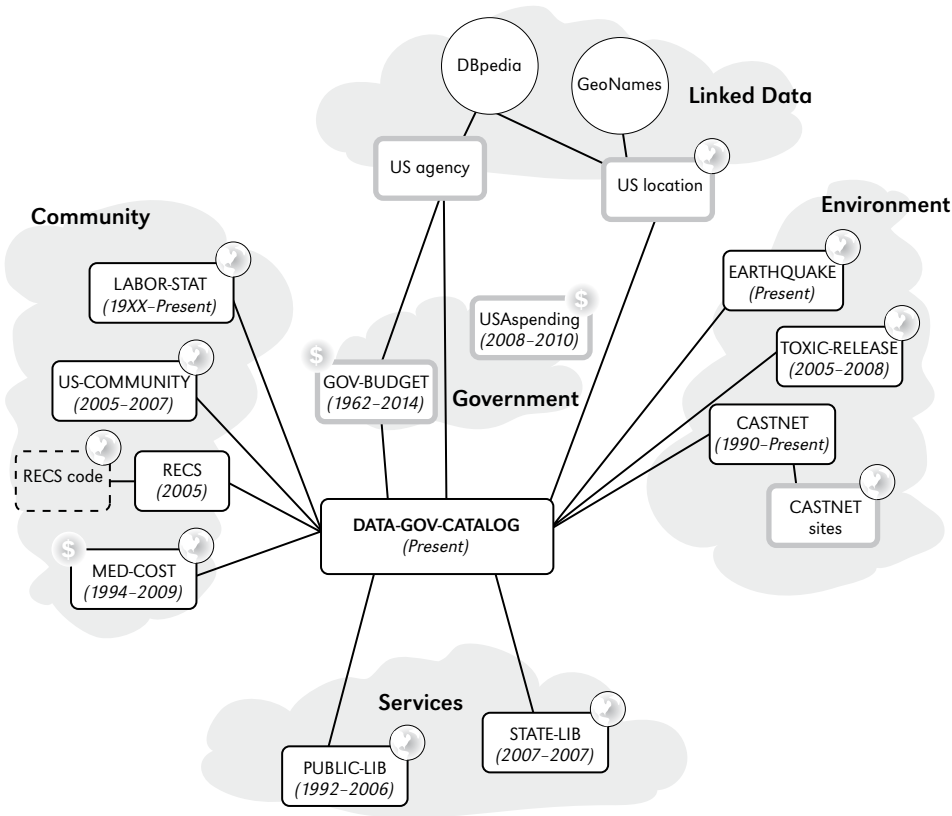 DBpedia
GeoNames
Linked Data
US agency
US location
Community
Environment
LABOR-STAT
(19XX–Present)
EARTHQUAKE
(Present)
$
USAspending
(2008–2010)
TOXIC-RELEASE
(2005–2008)
$
GOV-BUDGET
(1962–2014)
Government
US-COMMUNITY
(2005–2007)
CASTNET
(1990–Present)
RECS code
RECS
(2005)
CASTNET
sites
DATA-GOV-CATALOG
(Present)
$
MED-COST
(1994–2009)
Services
STATE-LIB
(2007–2007)
PUBLIC-LIB
(1992–2006)